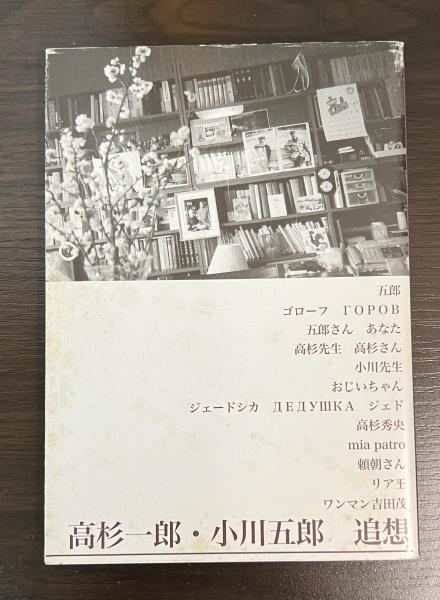 五郎
ゴローフ　ГОРОВ
五郎さん　あなた
高杉先生　高杉さん
小川先生
おじいちゃん
ジェードシカ　ДЕДУШКА　ジェド
高杉秀央
mia patro
頼朝さん
リア王
ワンマン吉田茂
高杉一郎・小川五郎　追想